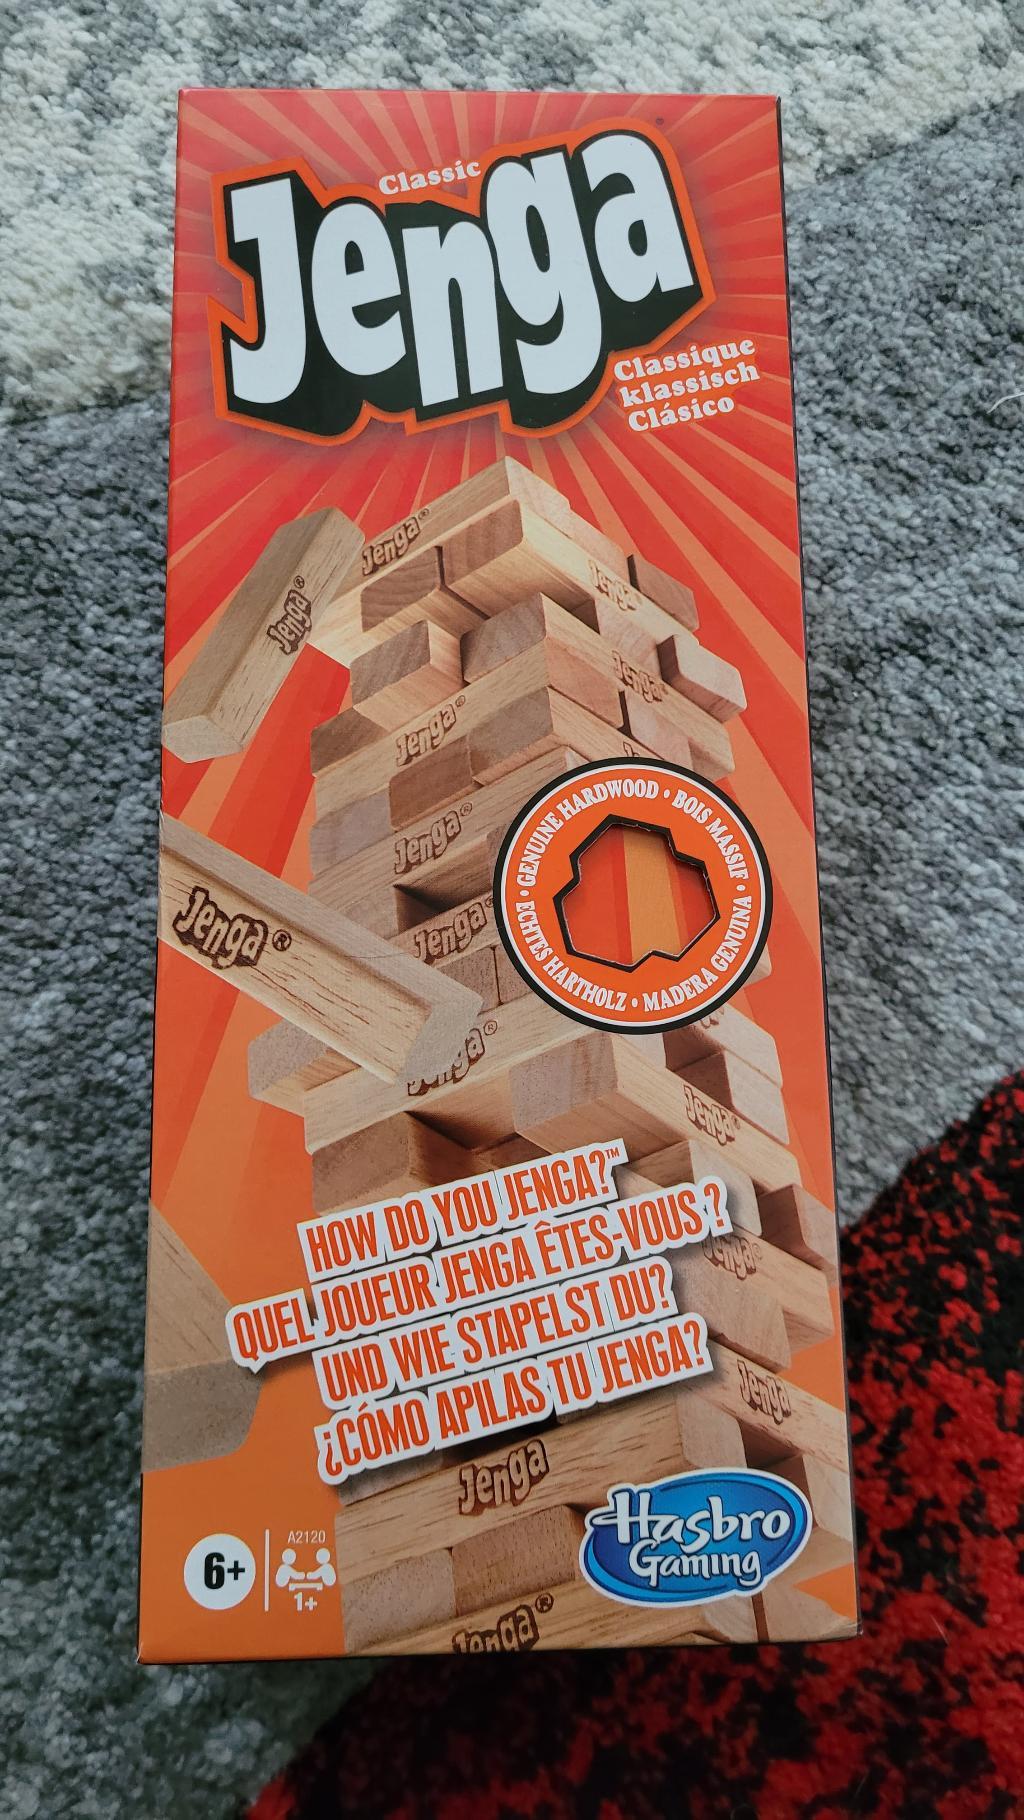 Classic
Jenga
Classique
klassisch
Clásico
Jenga®
Jenga®
Jenga
Jenga
Jenga®
Jenga®
GENUINE HARDWOOD • BOIS MASSIF • MADERA GENUINA • ECHTES HARTHOLZ •
Jenga®
Jenga
Jenga®
Jenga®
HOW DO YOU JENGA?™
QUEL JOUEUR JENGA ÊTES-VOUS ?
UND WIE STAPELST DU?
¿CÓMO APILAS TU JENGA?
Jenga
Jenga
Jenga
Hasbro
Gaming
6+
A2120
1+
Jenga®